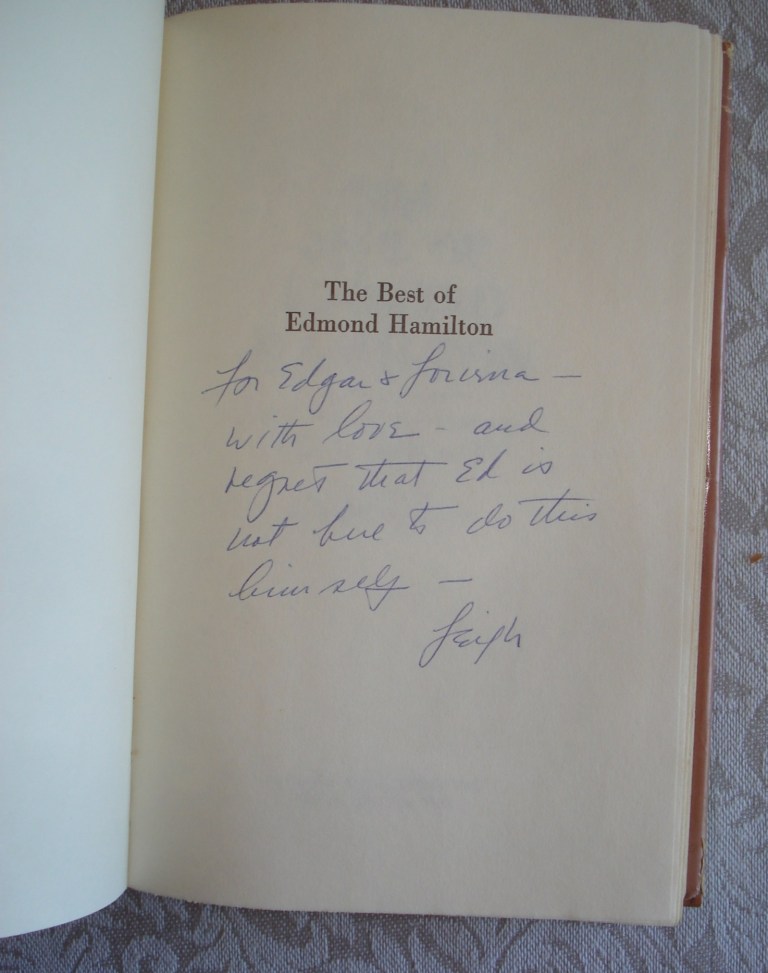 The Best of
Edmond Hamilton
For Edgar & Lovisna –
with love – and
regret that Ed is
not here to do this
himself –
Leigh